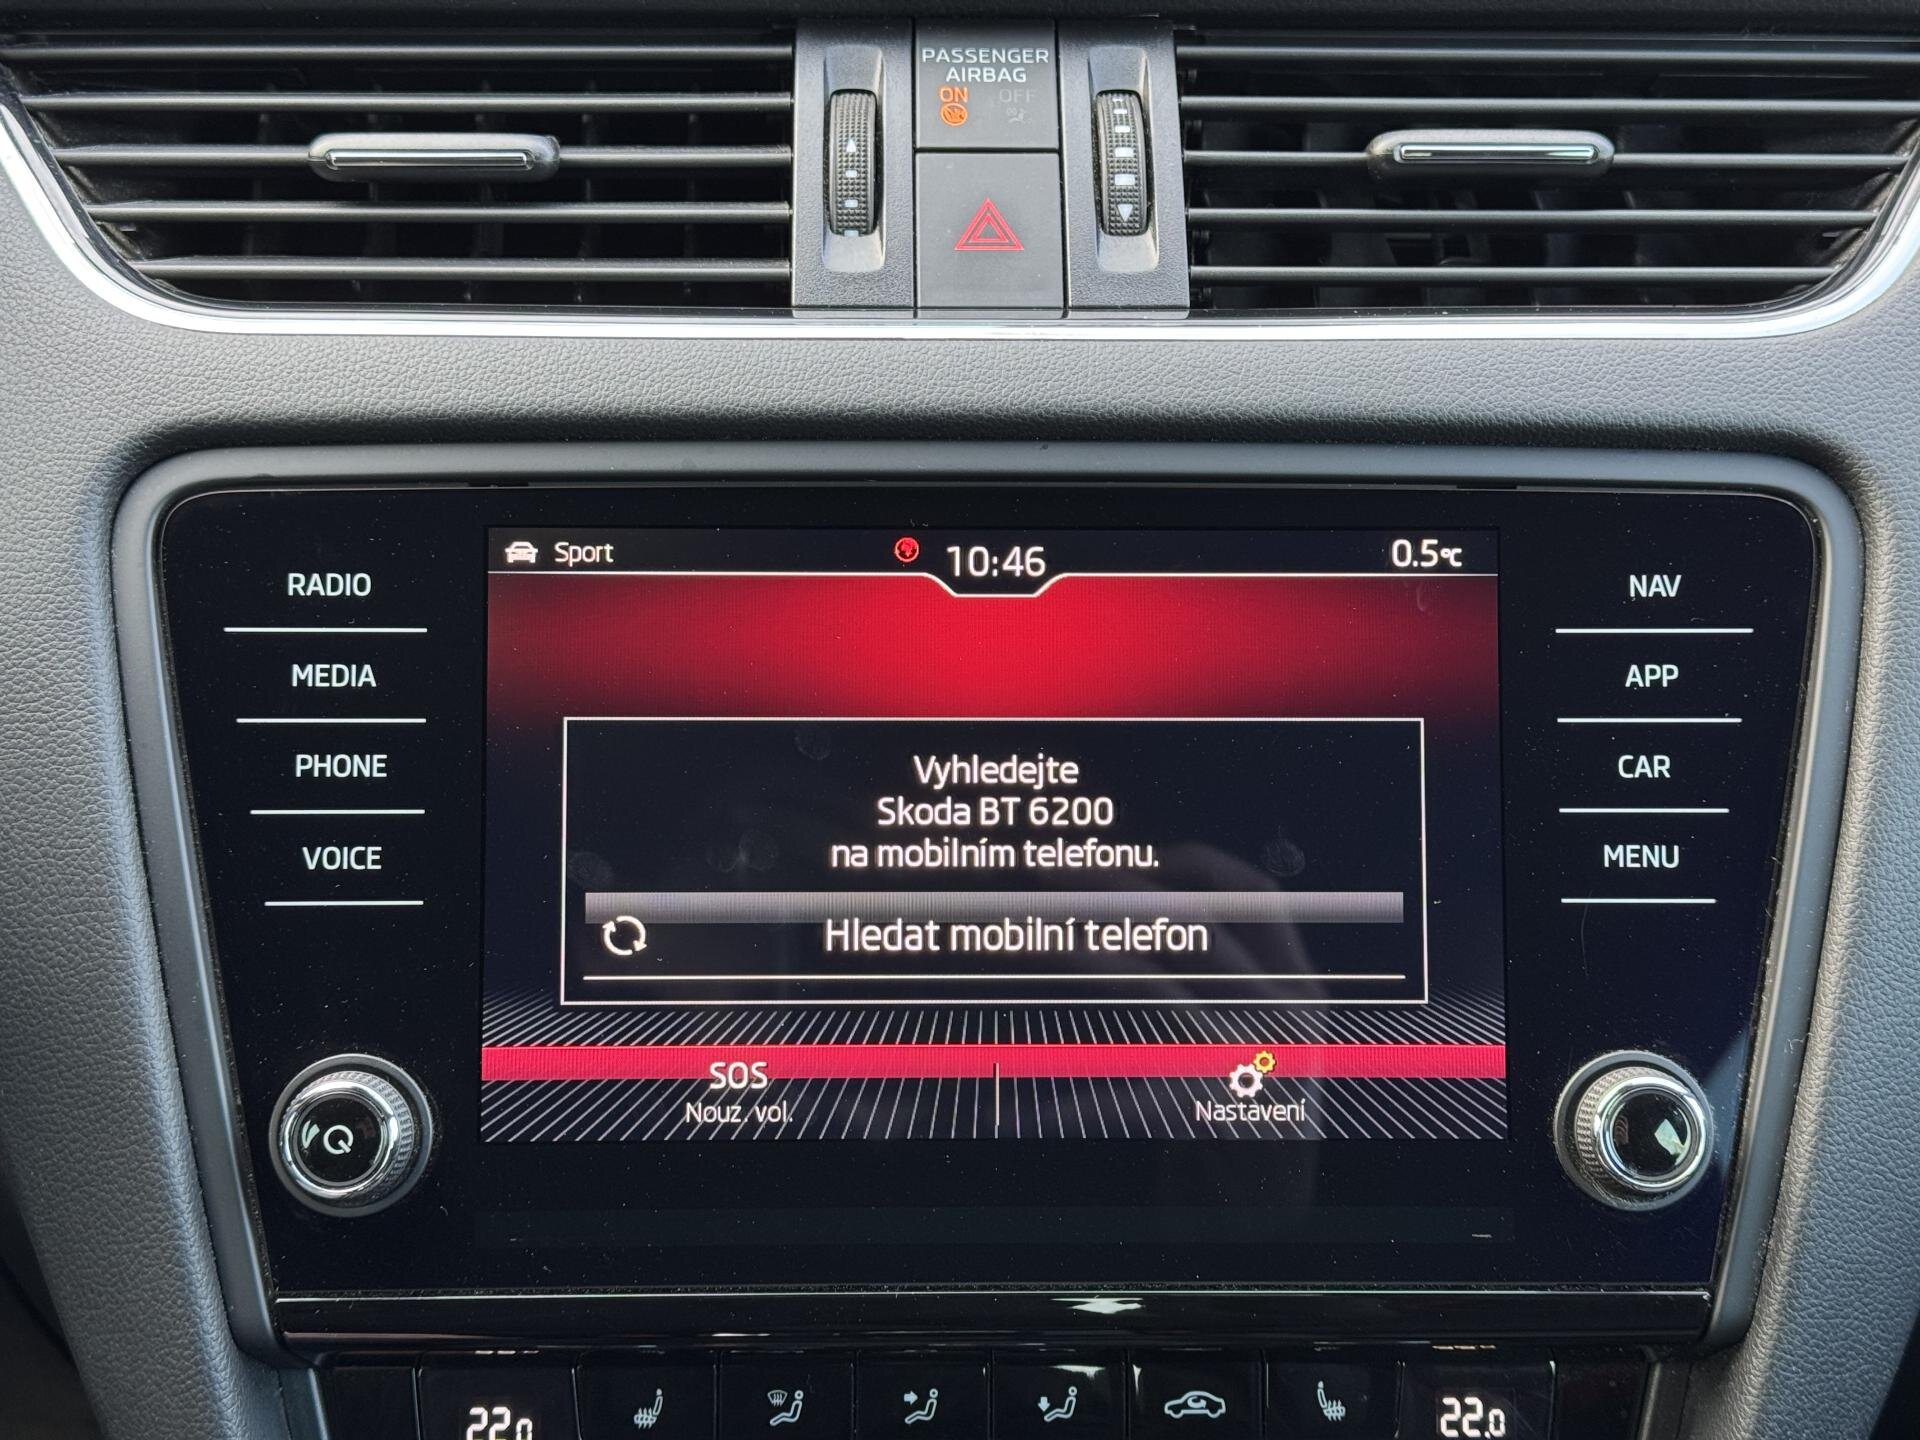 PASSENGER
AIRBAG
ON OFF
Sport 10:46 0.5°C
RADIO
MEDIA
PHONE
VOICE
NAV
APP
CAR
MENU
Vyhledejte
Skoda BT 6200
na mobilním telefonu.
Hledat mobilní telefon
SOS
Nouz. vol.
Nastavení
22.0 22.0